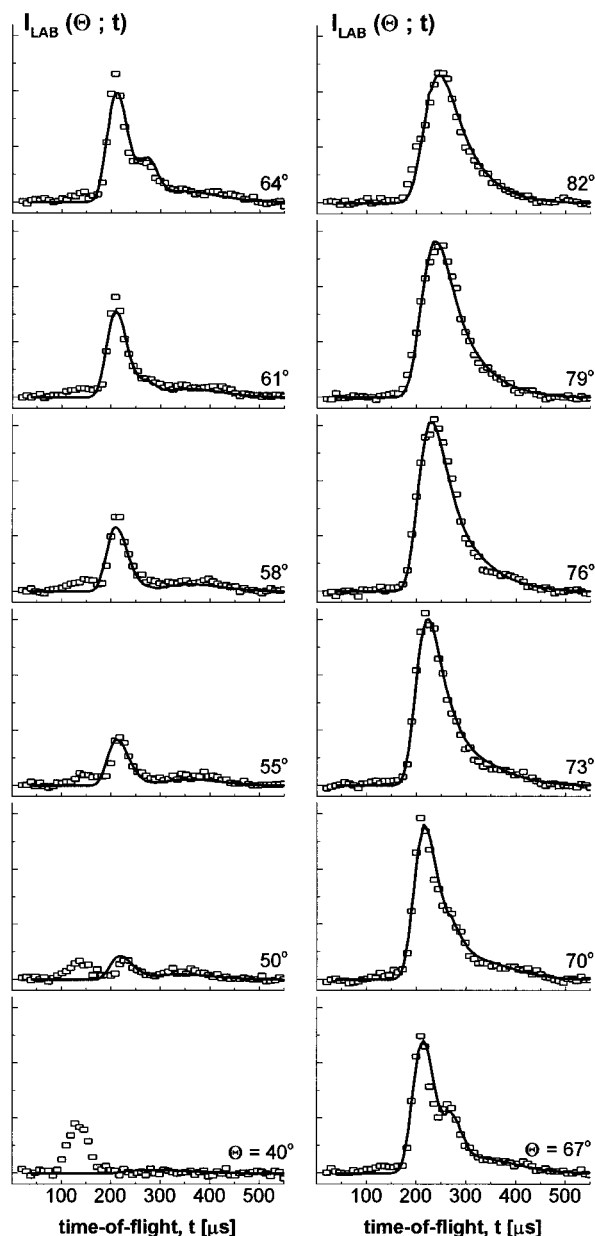 I_LAB (Θ ; t)
64°
61°
58°
55°
50°
Θ = 40°
100 200 300 400 500
time-of-flight, t [µs]
I_LAB (Θ ; t)
82°
79°
76°
73°
70°
Θ = 67°
100 200 300 400 500
time-of-flight, t [µs]